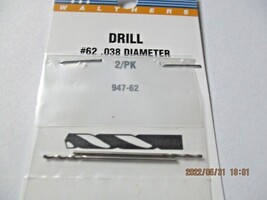 WALTHERS
DRILL
#62 .038 DIAMETER
2/PK
947-62
2022/05/31 18:01